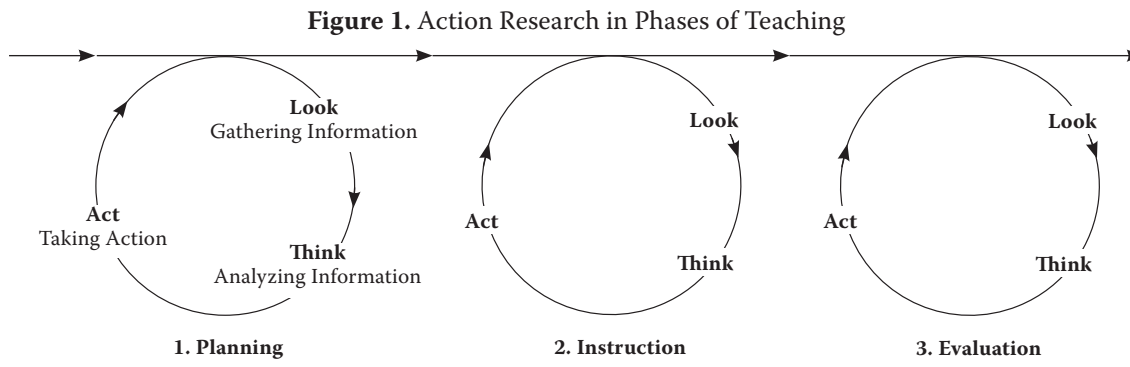 Figure 1. Action Research in Phases of Teaching
Look
Gathering Information
Act
Taking Action
Think
Analyzing Information
1. Planning
Look
Act
Think
2. Instruction
Look
Act
Think
3. Evaluation